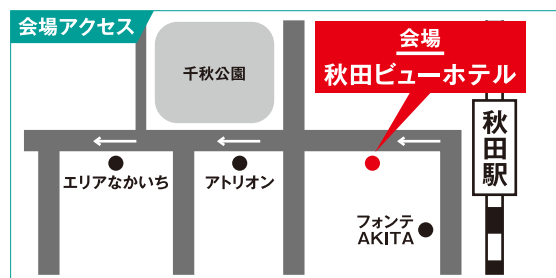 会場アクセス
千秋公園
会場
秋田ビューホテル
秋田駅
エリアなかいち
アトリオン
フォンテ
AKITA